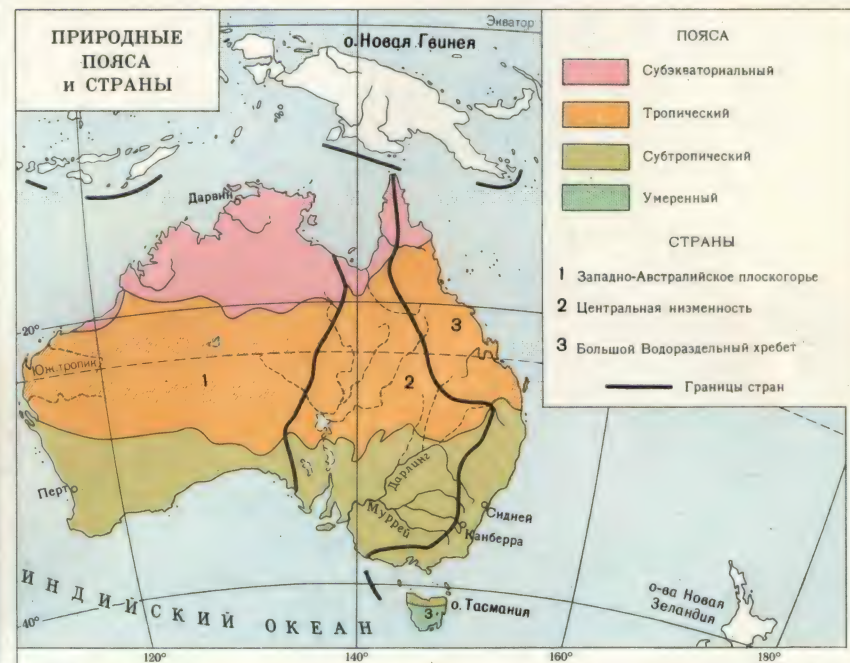 ПРИРОДНЫЕ
ПОЯСА
и СТРАНЫ
Экватор
о.Новая Гвинея
ПОЯСА
Субэкваториальный
Тропический
Субтропический
Умеренный
СТРАНЫ
1 Западно-Австралийское плоскогорье
2 Центральная низменность
3 Большой Водораздельный хребет
Границы стран
Дарвин
20°
3
Юж.тропик
1
2
Дарлинг
Перт
Муррей
Сидней
Канберра
ИНДИЙСКИЙ ОКЕАН
о.Тасмания
3
о-ва Новая
Зеландия
40°
120°
140°
160°
180°